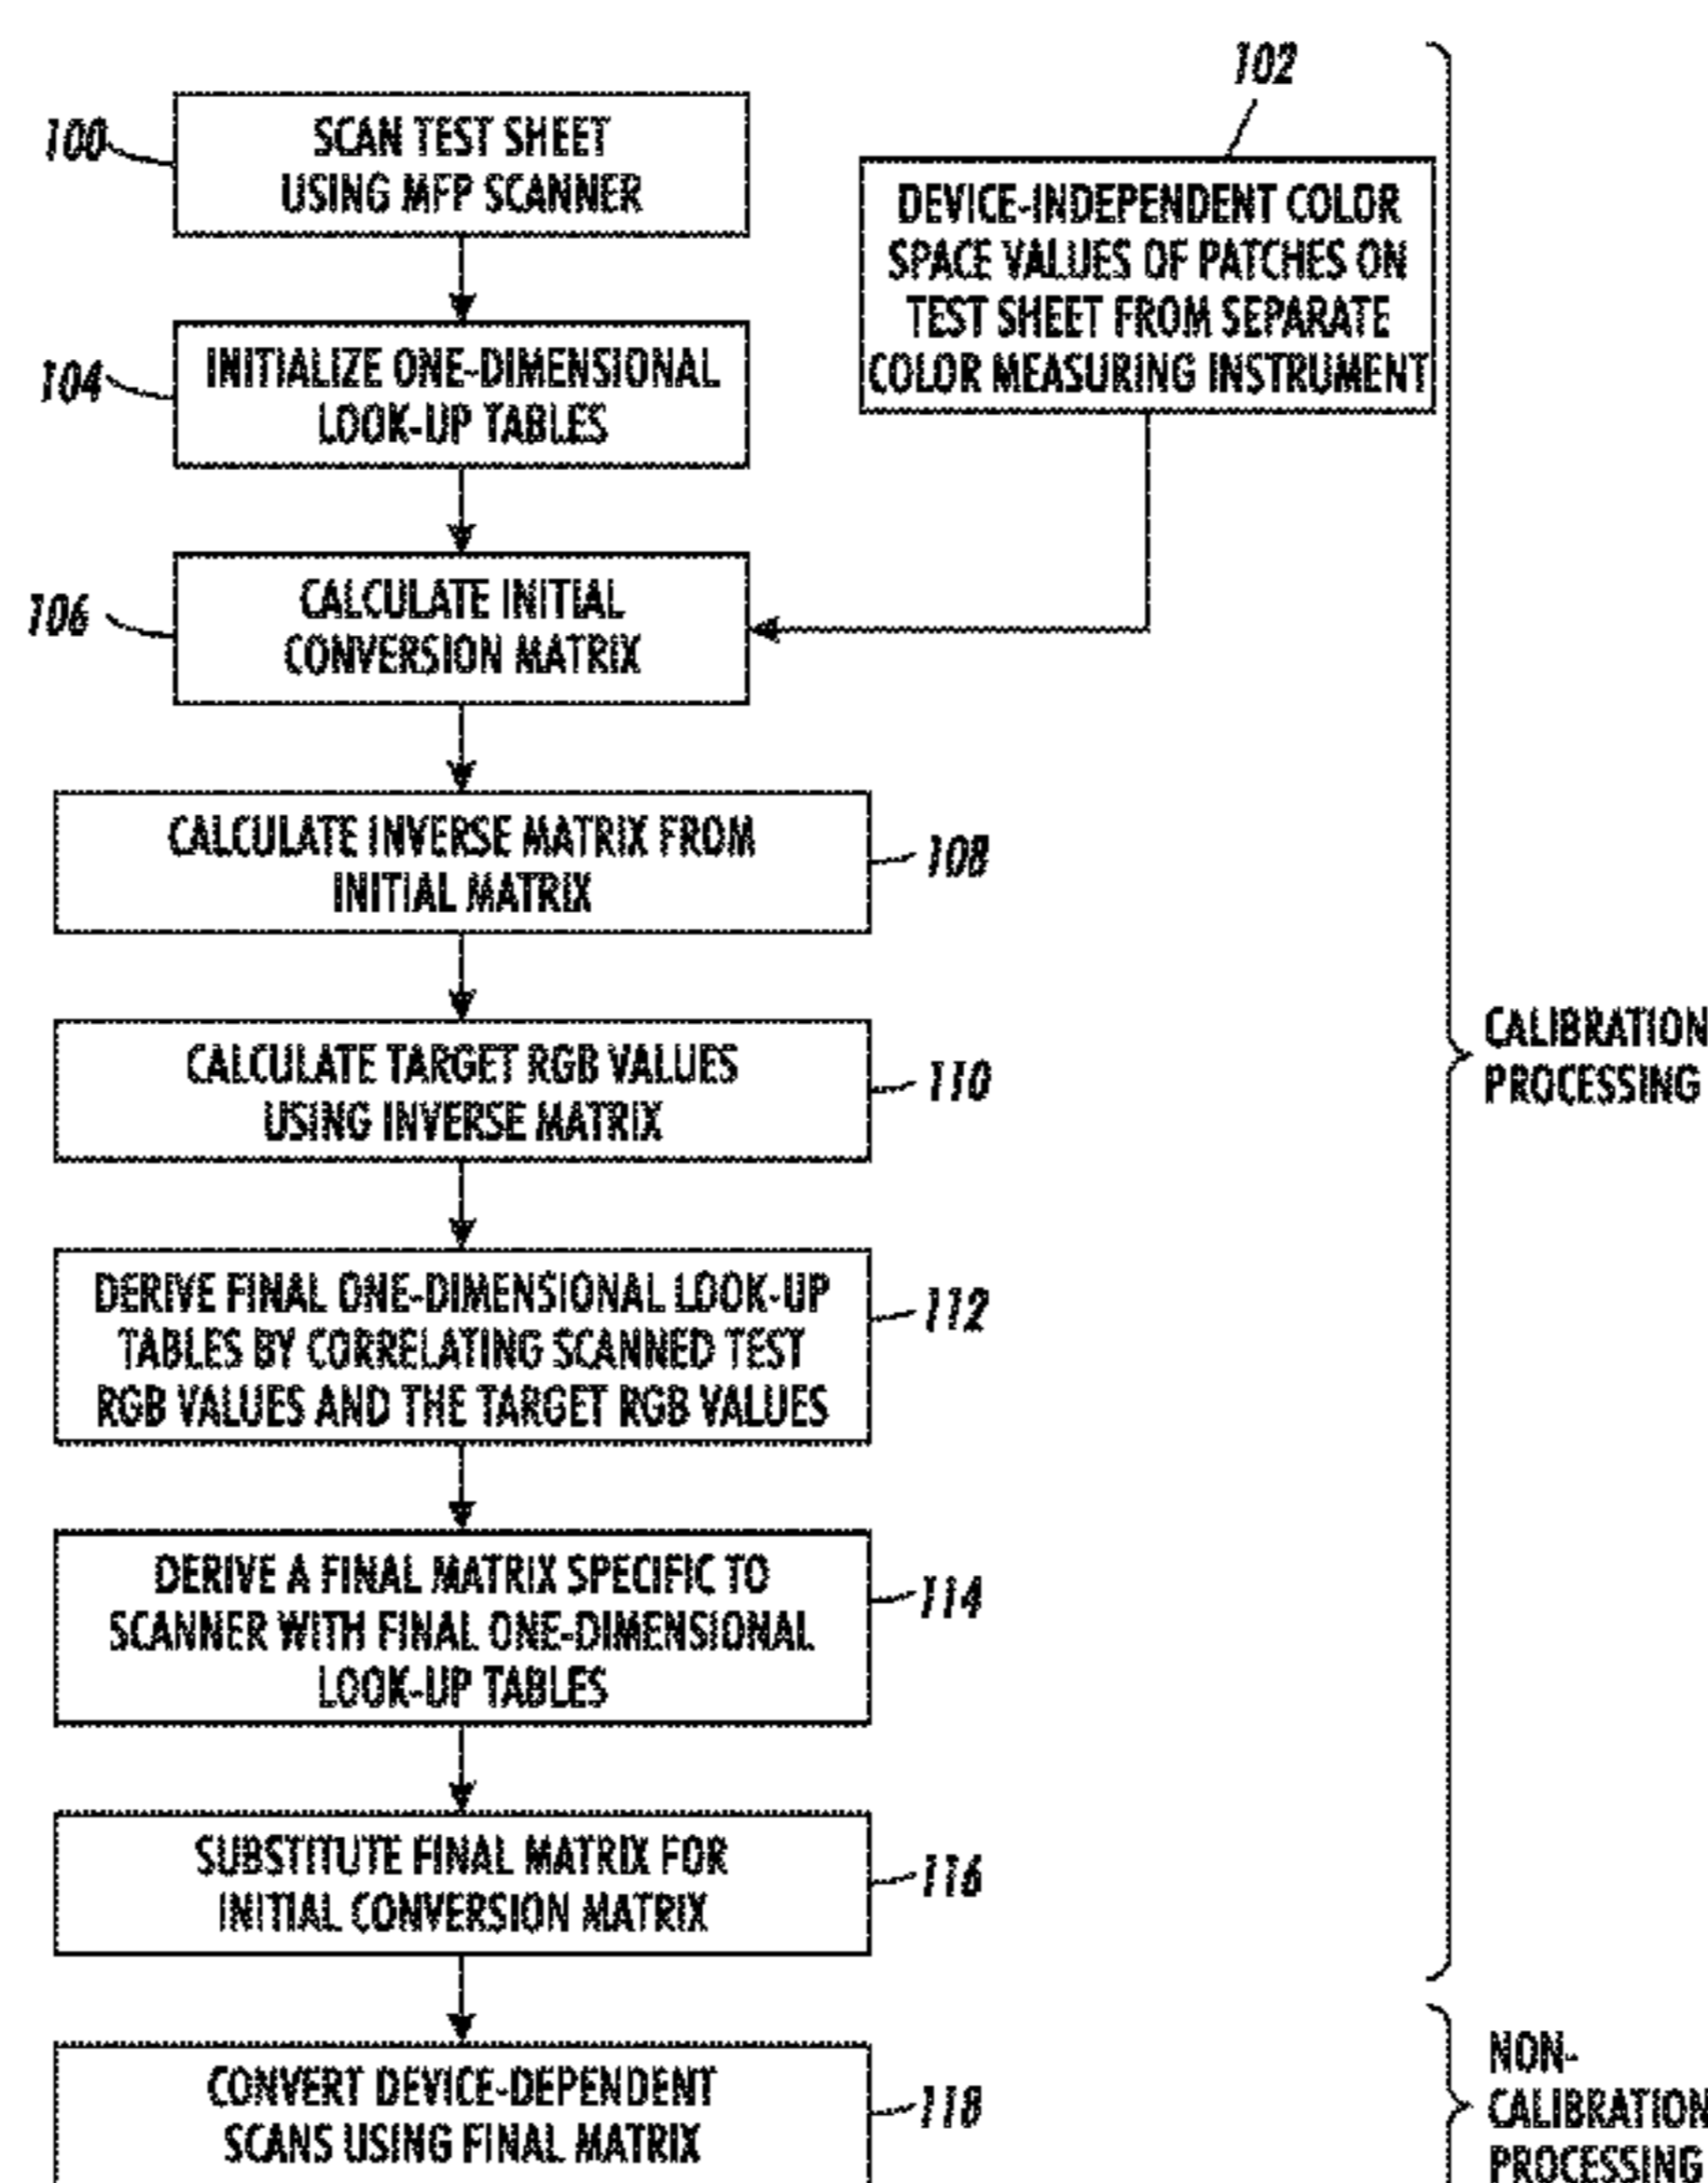 102
100
SCAN TEST SHEET
USING MFP SCANNER
DEVICE-INDEPENDENT COLOR
SPACE VALUES OF PATCHES ON
TEST SHEET FROM SEPARATE
COLOR MEASURING INSTRUMENT
104
INITIALIZE ONE-DIMENSIONAL
LOOK-UP TABLES
106
CALCULATE INITIAL
CONVERSION MATRIX
CALCULATE INVERSE MATRIX FROM
INITIAL MATRIX
108
CALCULATE TARGET RGB VALUES
USING INVERSE MATRIX
110
CALIBRATION
PROCESSING
DERIVE FINAL ONE-DIMENSIONAL LOOK-UP
TABLES BY CORRELATING SCANNED TEST
RGB VALUES AND THE TARGET RGB VALUES
112
DERIVE A FINAL MATRIX SPECIFIC TO
SCANNER WITH FINAL ONE-DIMENSIONAL
LOOK-UP TABLES
114
SUBSTITUTE FINAL MATRIX FOR
INITIAL CONVERSION MATRIX
116
CONVERT DEVICE-DEPENDENT
SCANS USING FINAL MATRIX
118
NON-
CALIBRATION
PROCESSING